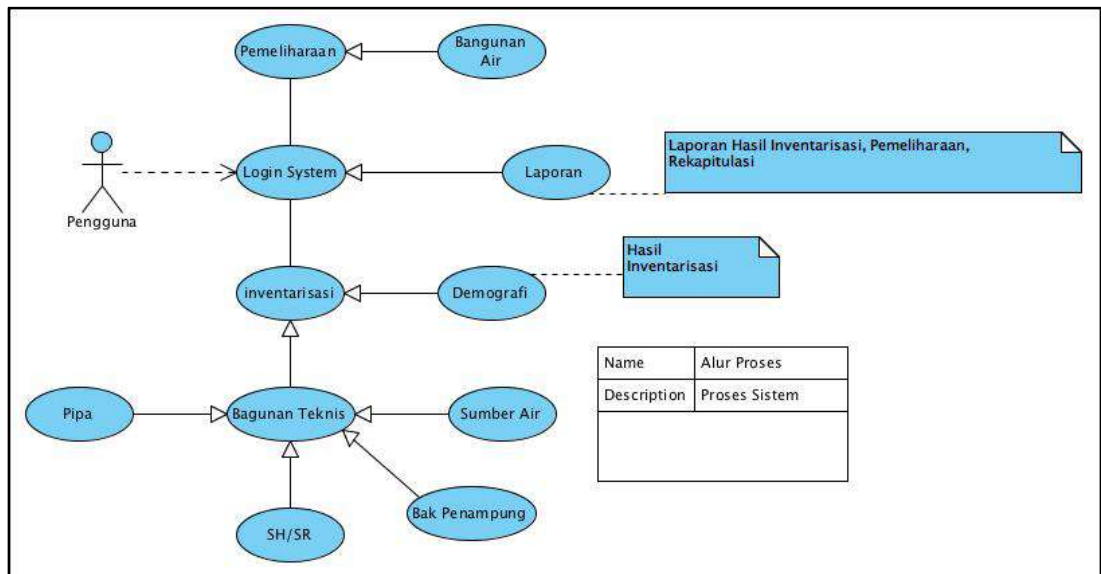 Pemeliharaan
Bangunan
Air
Pengguna
Login System
Laporan
Laporan Hasil Inventarisasi, Pemeliharaan,
Rekapitulasi
inventarisasi
Demografi
Hasil
Inventarisasi
Name
Alur Proses
Description
Proses Sistem
Pipa
Bagunan Teknis
Sumber Air
Bak Penampung
SH/SR